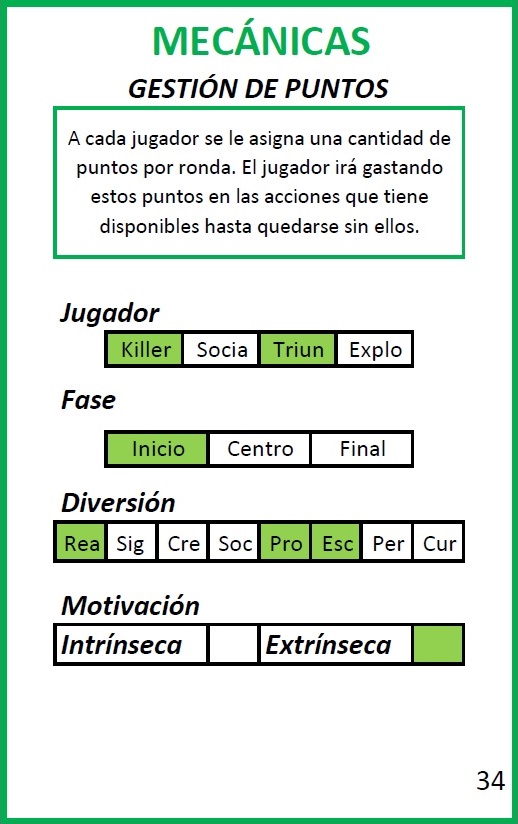 MECÁNICAS
GESTIÓN DE PUNTOS
A cada jugador se le asigna una cantidad de
puntos por ronda. El jugador irá gastando
estos puntos en las acciones que tiene
disponibles hasta quedarse sin ellos.
Jugador
Killer Socia Triun Explo
Fase
Inicio Centro Final
Diversión
Rea Sig Cre Soc Pro Esc Per Cur
Motivación
Intrínseca Extrínseca
34